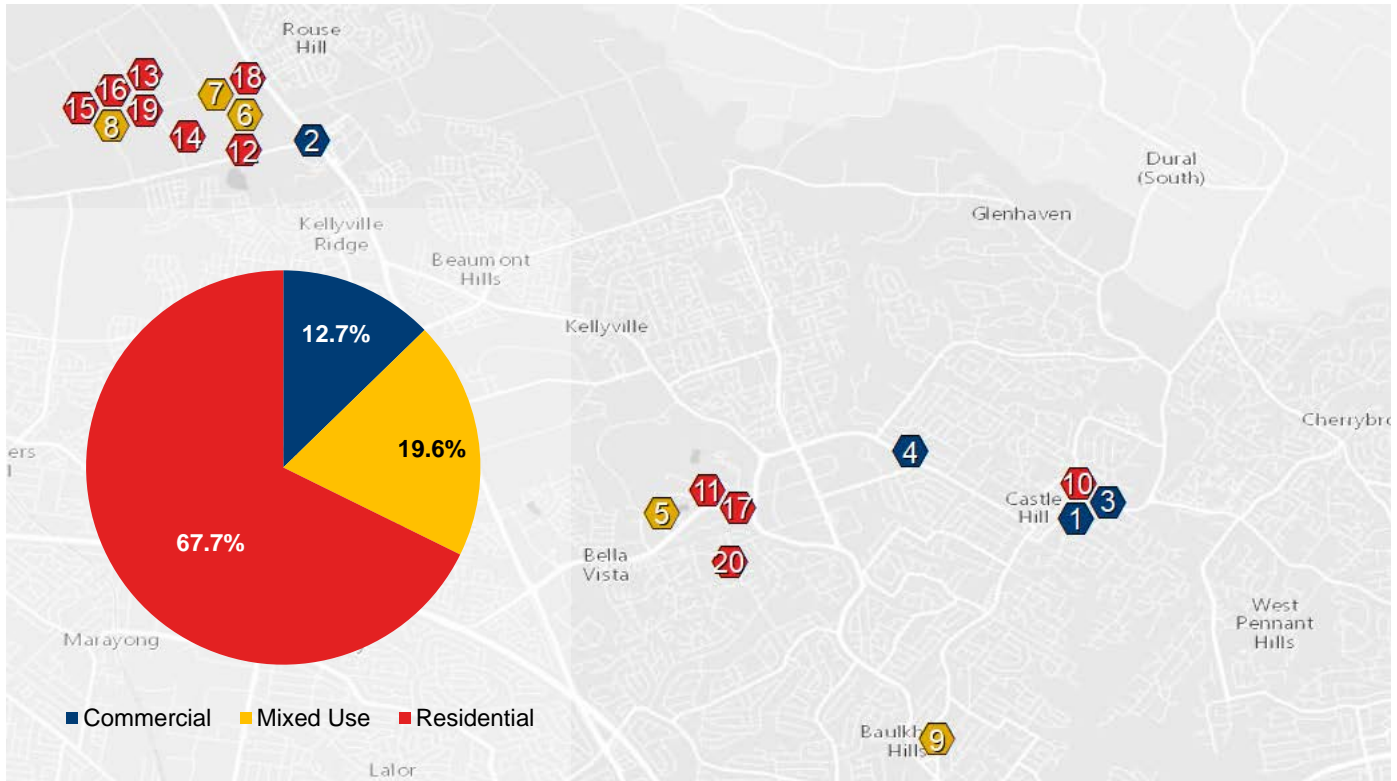 Rouse
Hill
13
18
16
7
15
19
6
8
14
2
12
Dural
(South)
Glenhaven
Kellyville
Ridge
Beaumont
Hills
Kellyville
12.7%
19.6%
67.7%
Cherrybro
ers
4
11
10
17
5
Castle
Hill
3
1
Bella
Vista
20
West
Pennant
Hills
Marayong
Commercial Mixed Use Residential
Baulkh
Hills
9
Lalor